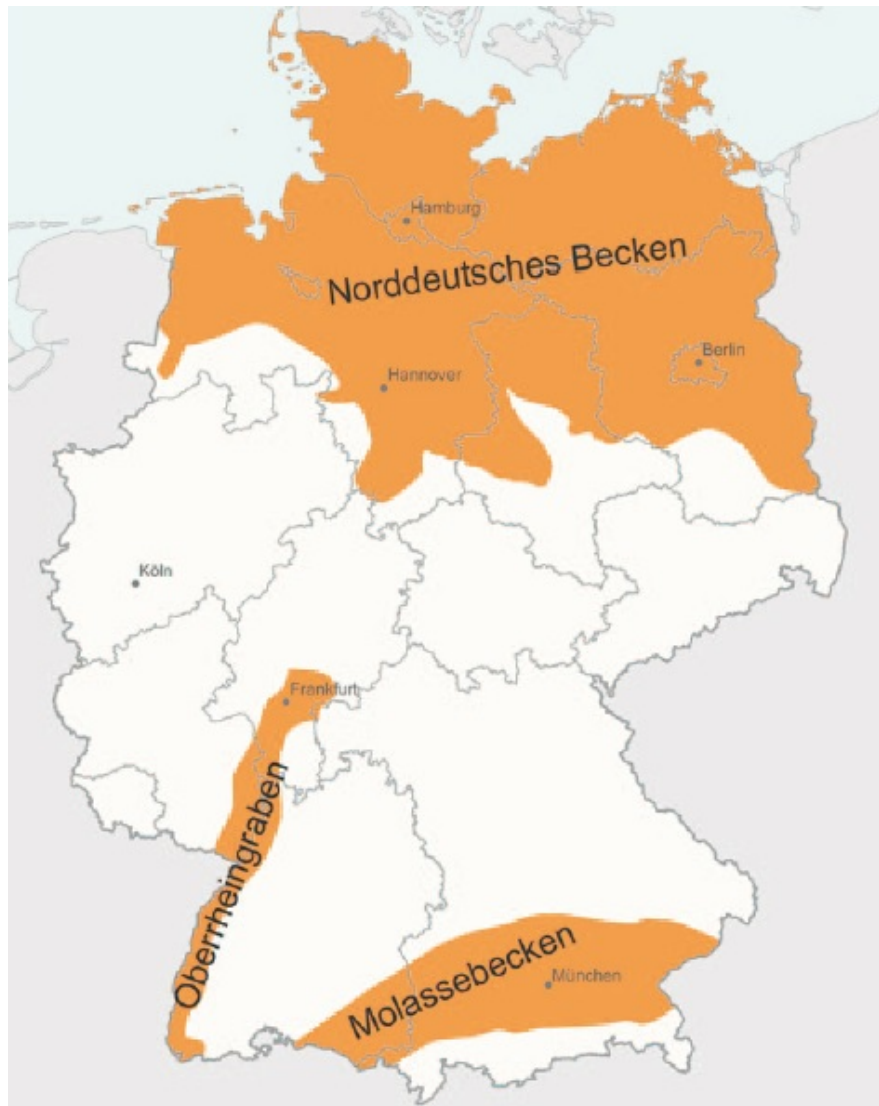 Hamburg
Norddeutsches Becken
Berlin
Hannover
Köln
Frankfurt
Oberrheingraben
Molassebecken
München